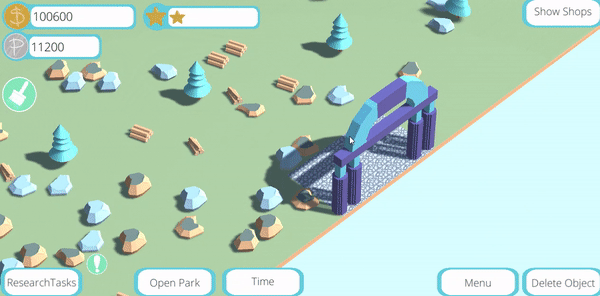 100600
Show Shops
11200
ResearchTasks
Open Park
Time
Menu
Delete Object